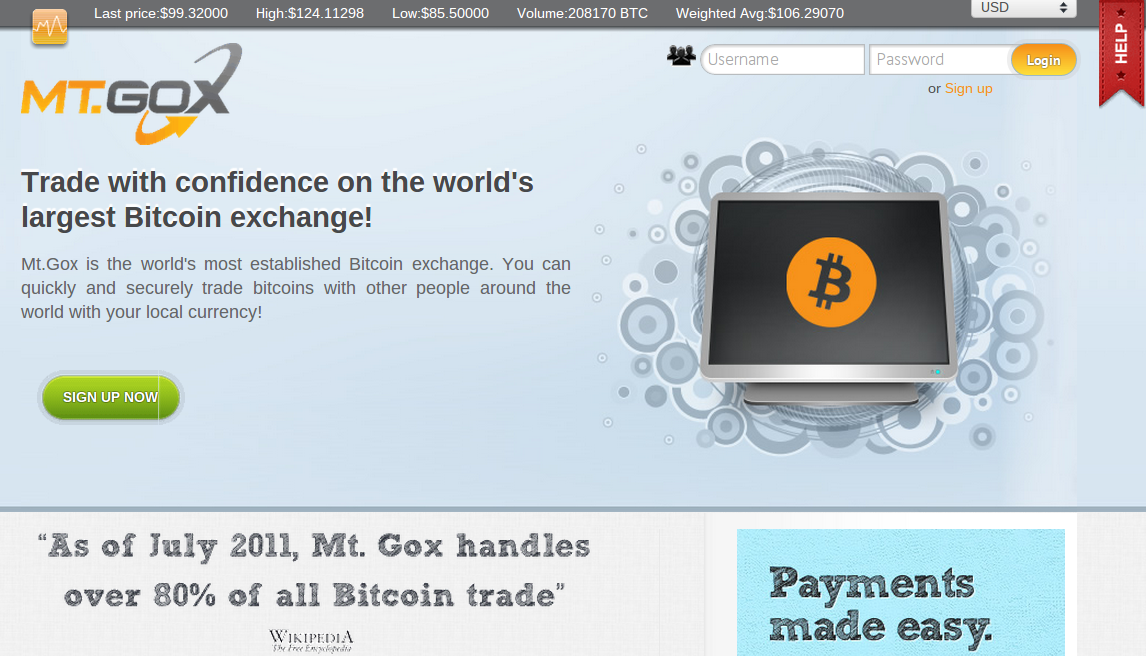 Last price:$99.32000 High:$124.11298 Low:$85.50000 Volume:208170 BTC Weighted Avg:$106.29070 USD
HELP
MT.GOX
Username Password Login
or Sign up
Trade with confidence on the world's
largest Bitcoin exchange!
Mt.Gox is the world's most established Bitcoin exchange. You can
quickly and securely trade bitcoins with other people around the
world with your local currency!
SIGN UP NOW
“As of July 2011, Mt. Gox handles
over 80% of all Bitcoin trade”
WIKIPEDIA
The Free Encyclopedia
Payments
made easy.